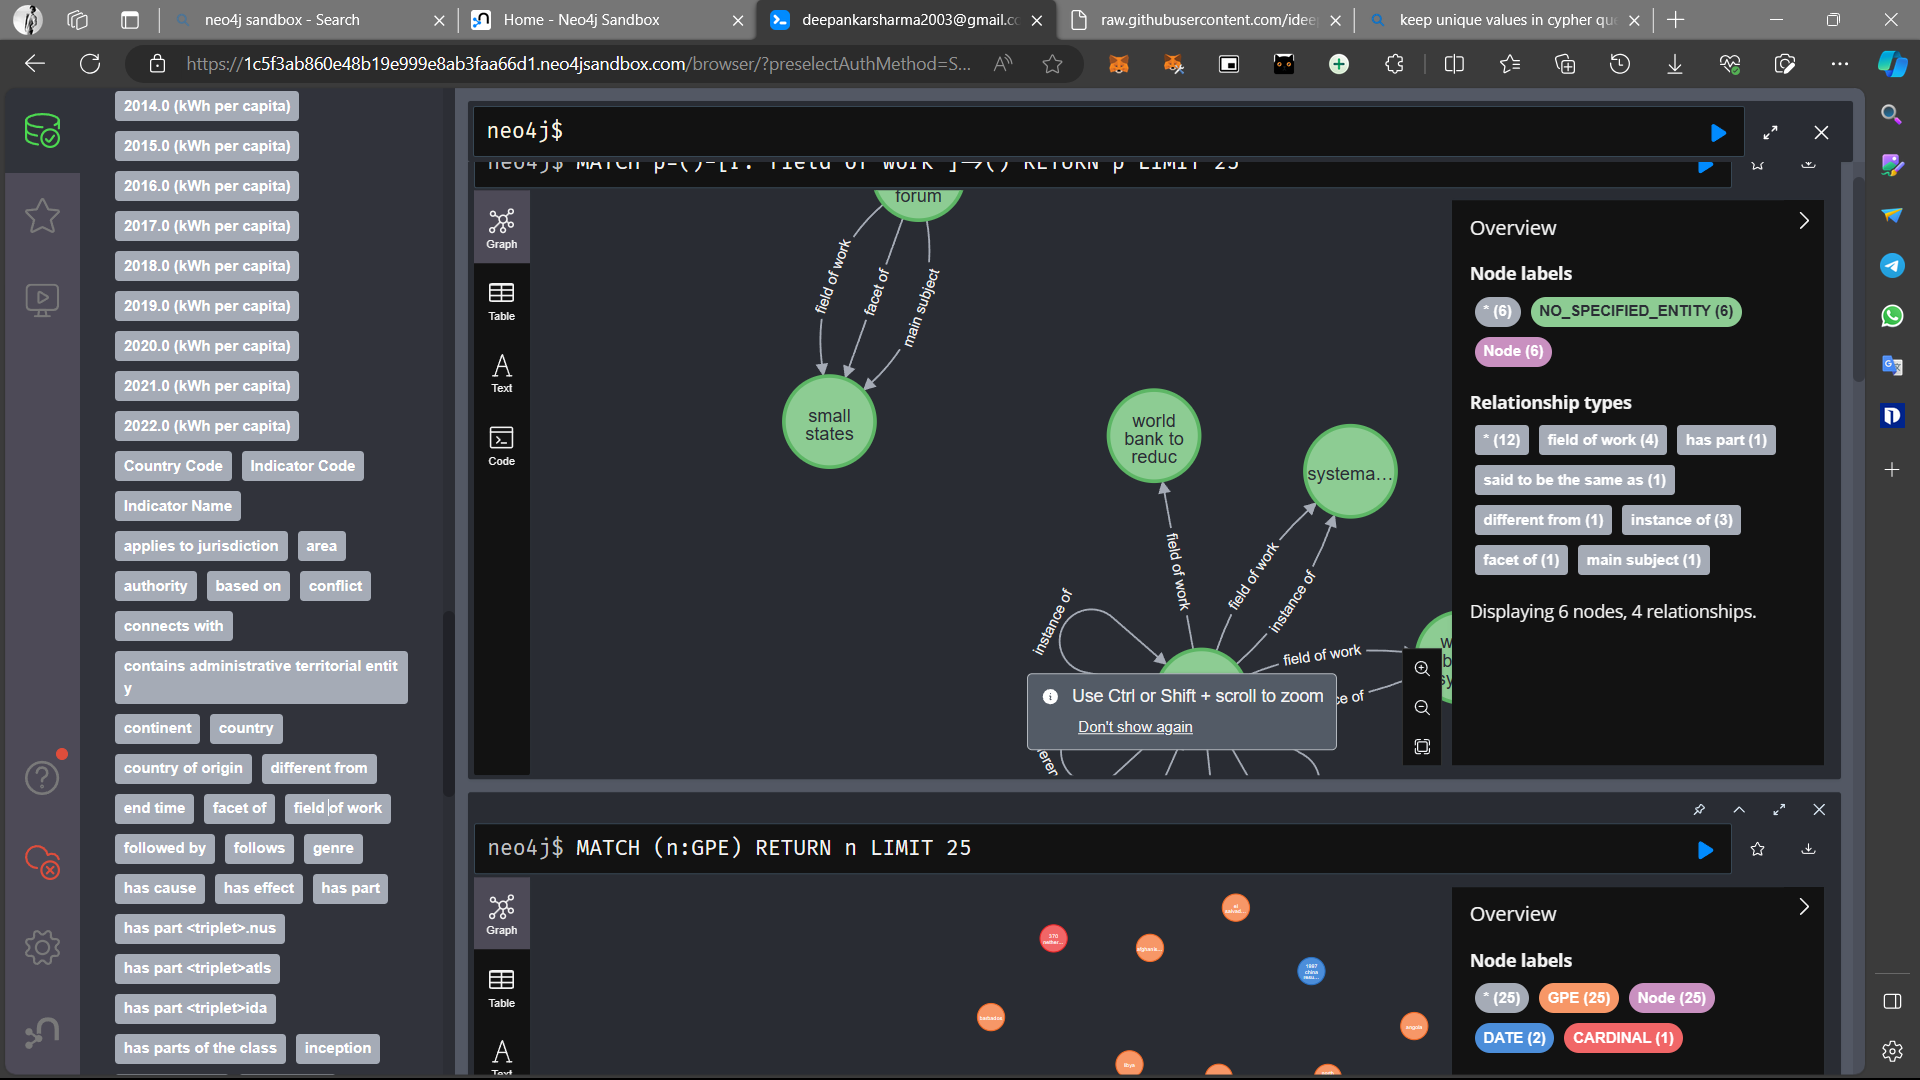 neo4j sandbox - Search
Home - Neo4j Sandbox
deepankarsharma2003@gmail.co
raw.githubusercontent.com/idee
keep unique values in cypher que
https://1c5f3ab860e48b19e999e8ab3faa66d1.neo4jsandbox.com/browser/?preselectAuthMethod=S...
2014.0 (kWh per capita)
2015.0 (kWh per capita)
2016.0 (kWh per capita)
2017.0 (kWh per capita)
2018.0 (kWh per capita)
2019.0 (kWh per capita)
2020.0 (kWh per capita)
2021.0 (kWh per capita)
2022.0 (kWh per capita)
Country Code Indicator Code
Indicator Name
applies to jurisdiction area
authority based on conflict
connects with
contains administrative territorial entit
y
continent country
country of origin different from
end time facet of field of work
followed by follows genre
has cause has effect has part
has part <triplet>.nus
has part <triplet>atls
has part <triplet>ida
has parts of the class inception
neo4j$
neo4j$ MATCH p=()-[r:`field of work`]->() RETURN p LIMIT 25
Graph
Table
Text
Code
forum
field of work
facet of
main subject
small
states
world
bank to
reduc
systema...
field of work
field of work
instance of
instance of
field of work
ce of
Use Ctrl or Shift + scroll to zoom
Don't show again
Overview
Node labels
* (6) NO_SPECIFIED_ENTITY (6)
Node (6)
Relationship types
* (12) field of work (4) has part (1)
said to be the same as (1)
different from (1) instance of (3)
facet of (1) main subject (1)
Displaying 6 nodes, 4 relationships.
neo4j$ MATCH (n:GPE) RETURN n LIMIT 25
Graph
Table
Text
Overview
Node labels
* (25) GPE (25) Node (25)
DATE (2) CARDINAL (1)